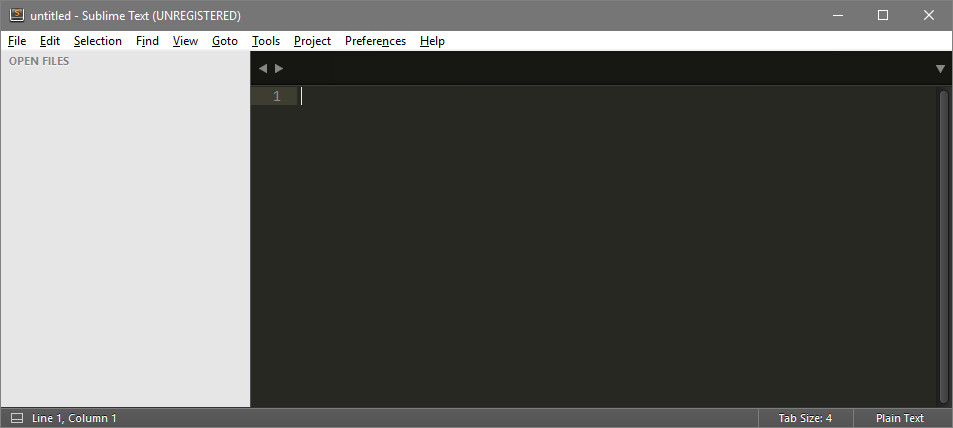 untitled - Sublime Text (UNREGISTERED)
File Edit Selection Find View Goto Tools Project Preferences Help
OPEN FILES
1
Line 1, Column 1 Tab Size: 4 Plain Text